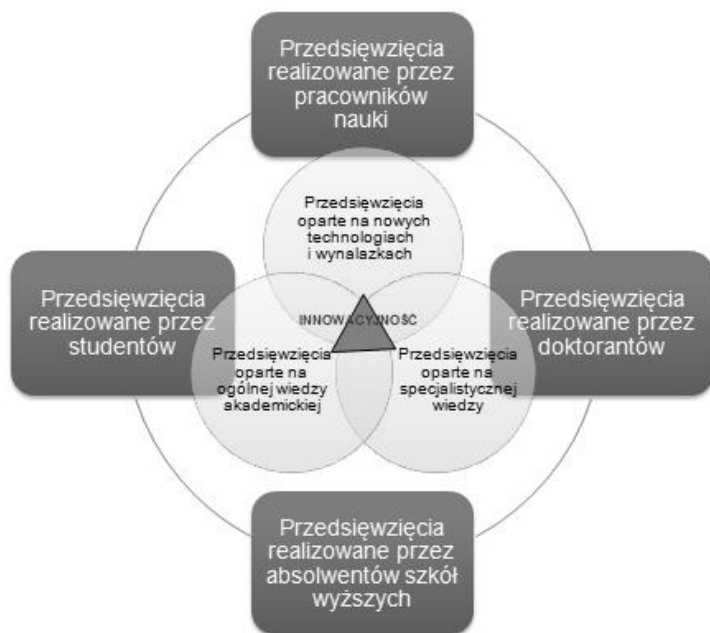 Przedsięwzięcia
realizowane przez
pracowników
nauki
Przedsięwzięcia
oparte na nowych
technologiach
i wynalazkach
Przedsięwzięcia
realizowane przez
studentów
INNOWACYJNOŚĆ
Przedsięwzięcia
realizowane przez
doktorantów
Przedsięwzięcia
oparte na
ogólnej wiedzy
akademickiej
Przedsięwzięcia
oparte na
specjalistycznej
wiedzy
Przedsięwzięcia
realizowane przez
absolwentów szkół
wyższych